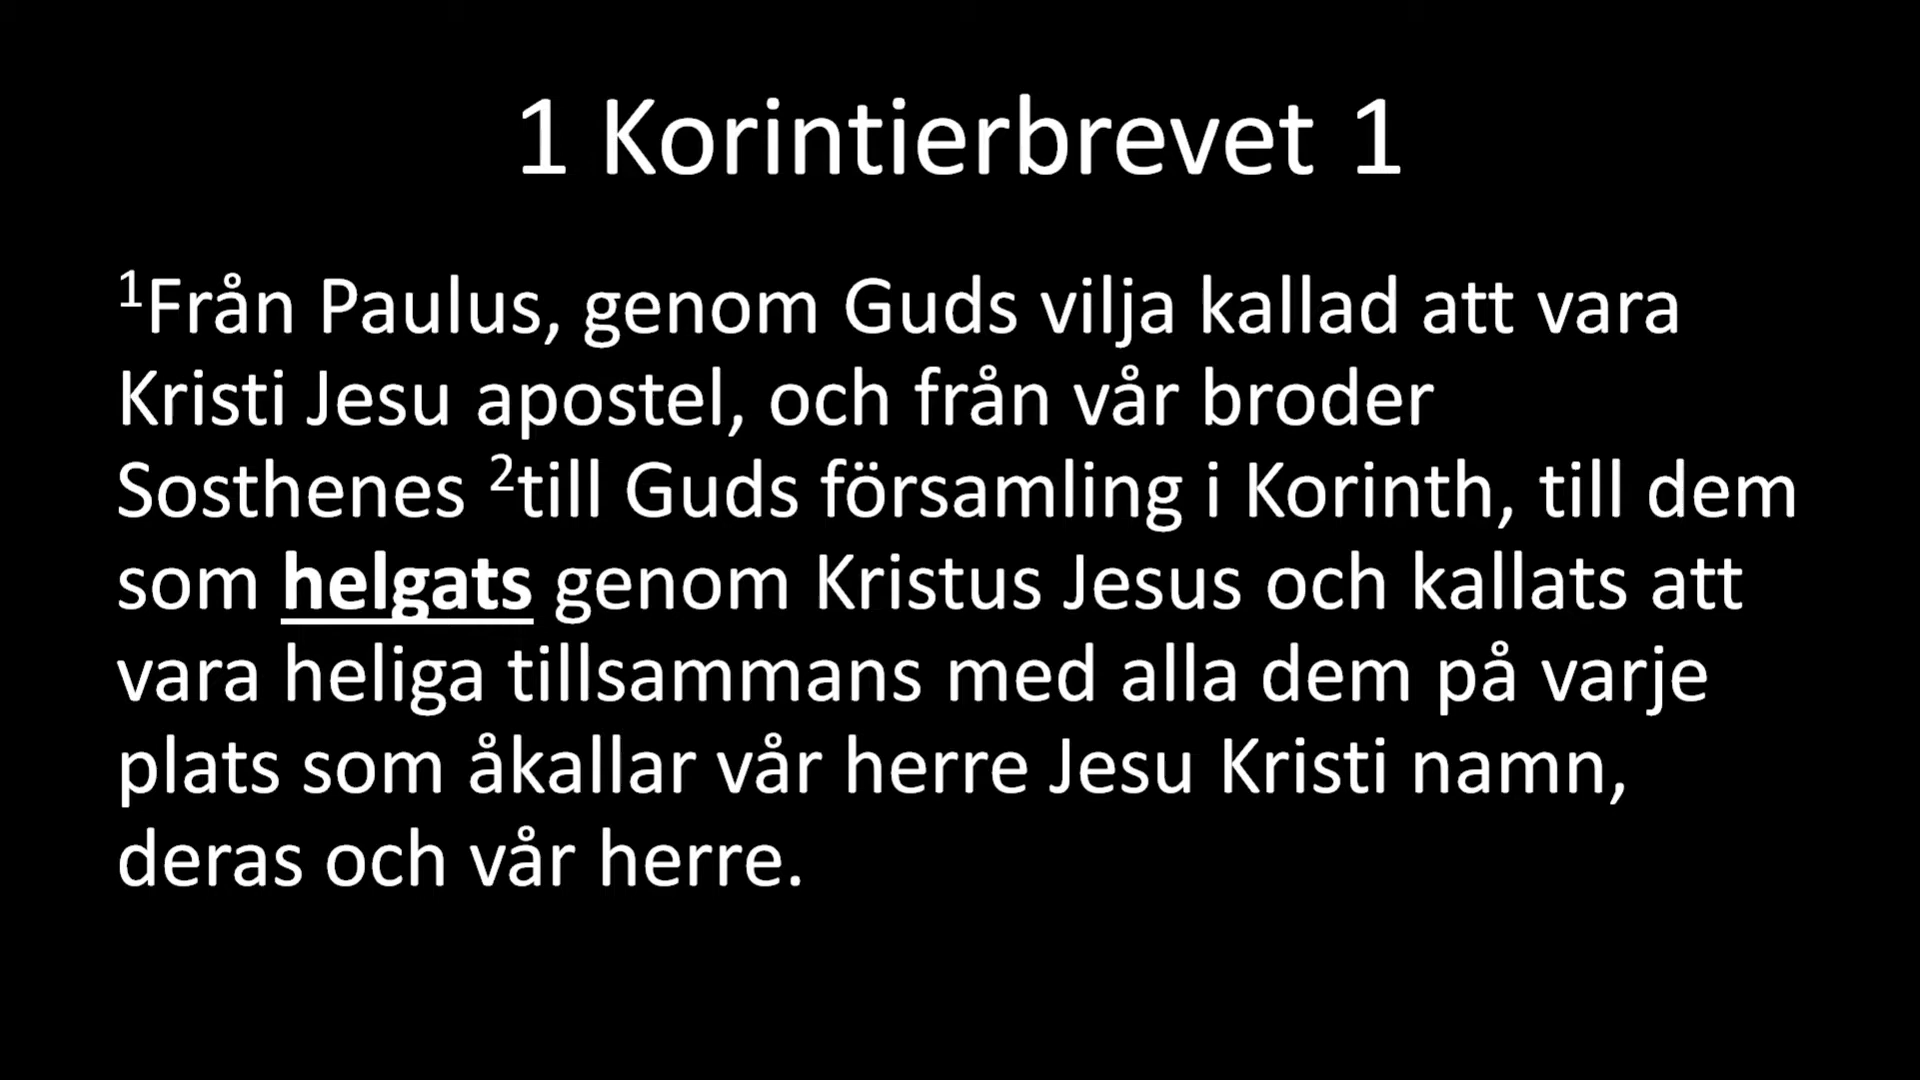 1 Korintierbrevet 1
¹Från Paulus, genom Guds vilja kallad att vara
Kristi Jesu apostel, och från vår broder
Sosthenes ²till Guds församling i Korinth, till dem
som helgats genom Kristus Jesus och kallats att
vara heliga tillsammans med alla dem på varje
plats som åkallar vår herre Jesu Kristi namn,
deras och vår herre.